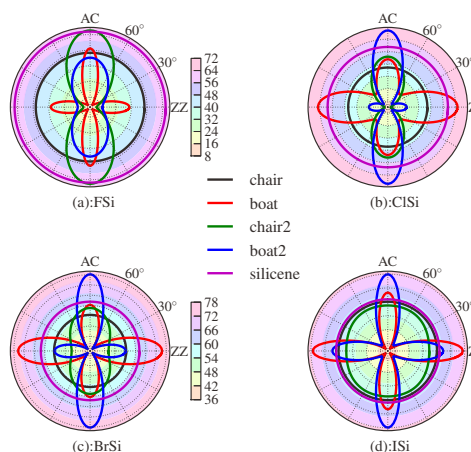 AC
60°
30°
ZZ
72
64
56
48
40
32
24
16
8
(a):FSi
AC
60°
30°
Z
(b):ClSi
chair
boat
chair2
boat2
silicene
AC
60°
30°
ZZ
78
72
66
60
54
48
42
36
(c):BrSi
AC
60°
30°
Z
(d):ISi